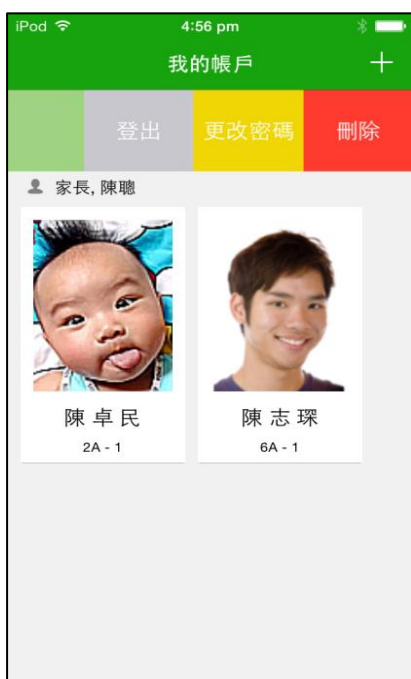 iPod 4:56 pm
我的帳戶 +
登出 更改密碼 刪除
家長, 陳聰
陳卓民 陳志琛
2A - 1 6A - 1